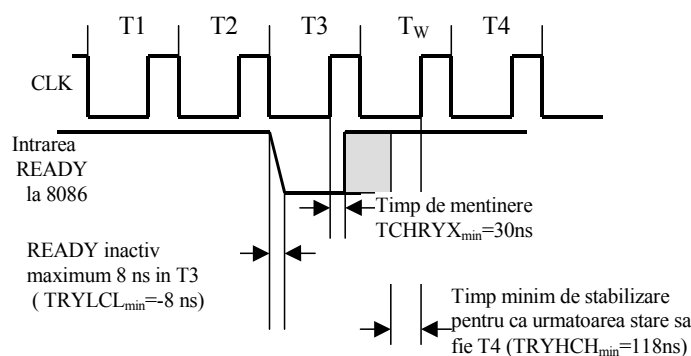 T1 T2 T3 TW T4
CLK
Intrarea
READY
la 8086
Timp de mentinere
TCHRYXmin=30ns
READY inactiv
maximum 8 ns in T3
( TRYLCLmin=-8 ns)
Timp minim de stabilizare
pentru ca urmatoarea stare sa
fie T4 (TRYHCHmin=118ns)